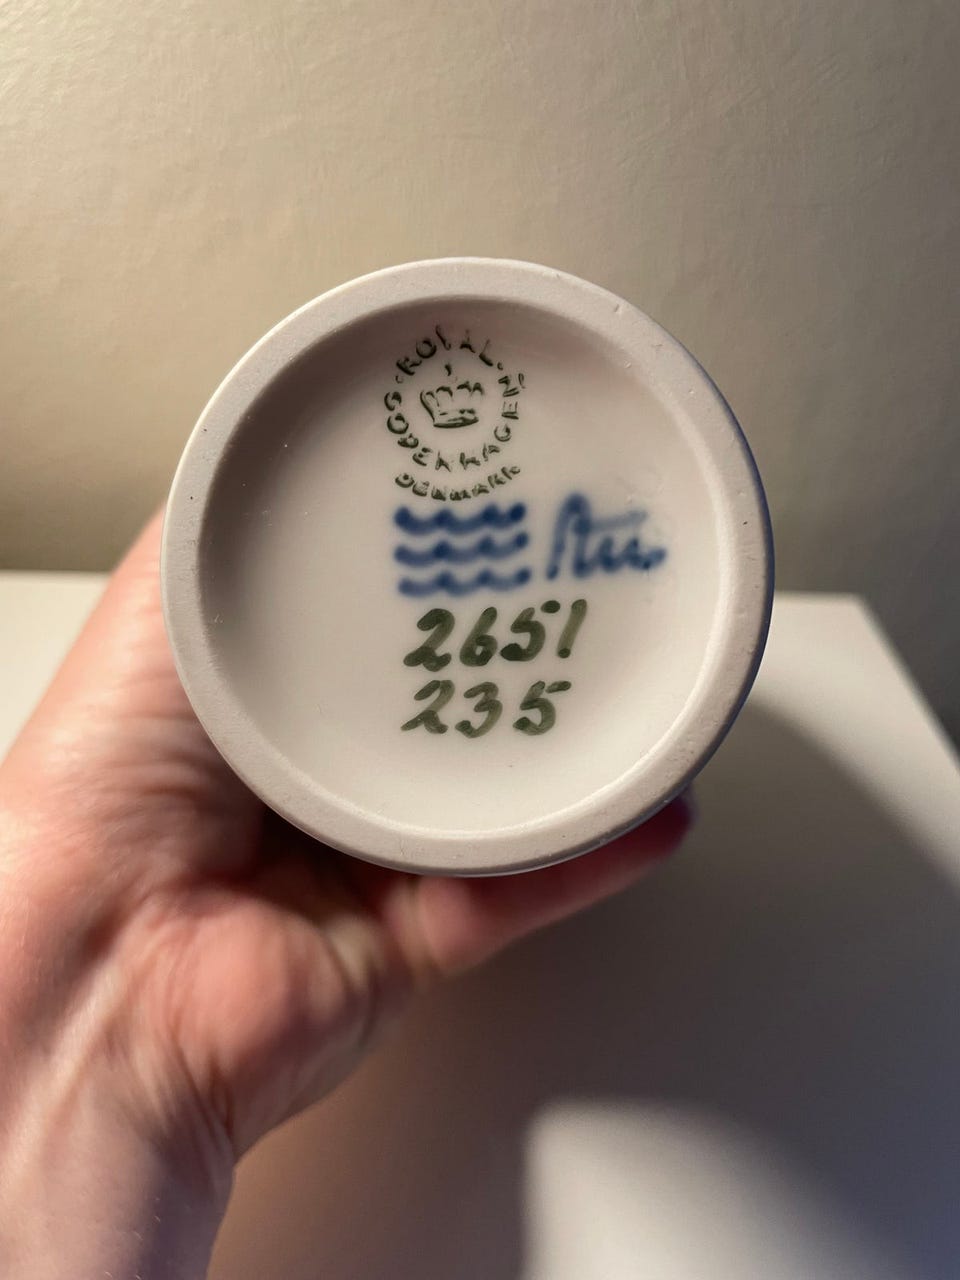 ROYAL
COPENHAGEN
DENMARK
2651
235